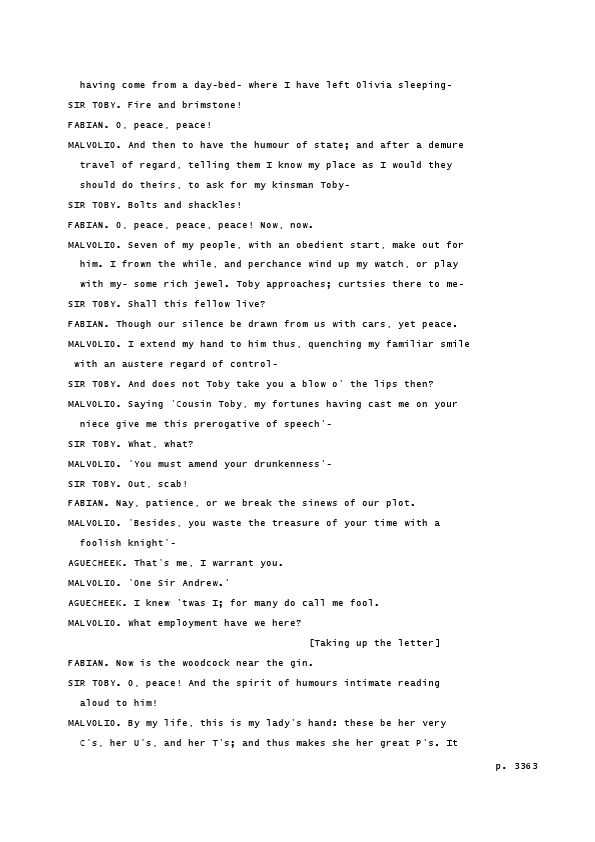 having come from a day-bed- where I have left Olivia sleeping-
SIR TOBY. Fire and brimstone!
FABIAN. O, peace, peace!
MALVOLIO. And then to have the humour of state; and after a demure
travel of regard, telling them I know my place as I would they
should do theirs, to ask for my kinsman Toby-
SIR TOBY. Bolts and shackles!
FABIAN. O, peace, peace, peace! Now, now.
MALVOLIO. Seven of my people, with an obedient start, make out for
him. I frown the while, and perchance wind up my watch, or play
with my- some rich jewel. Toby approaches; curtsies there to me-
SIR TOBY. Shall this fellow live?
FABIAN. Though our silence be drawn from us with cars, yet peace.
MALVOLIO. I extend my hand to him thus, quenching my familiar smile
with an austere regard of control-
SIR TOBY. And does not Toby take you a blow o' the lips then?
MALVOLIO. Saying 'Cousin Toby, my fortunes having cast me on your
niece give me this prerogative of speech'-
SIR TOBY. What, what?
MALVOLIO. 'You must amend your drunkenness'-
SIR TOBY. Out, scab!
FABIAN. Nay, patience, or we break the sinews of our plot.
MALVOLIO. 'Besides, you waste the treasure of your time with a
foolish knight'-
AGUECHEEK. That's me, I warrant you.
MALVOLIO. 'One Sir Andrew.'
AGUECHEEK. I knew 'twas I; for many do call me fool.
MALVOLIO. What employment have we here?
[Taking up the letter]
FABIAN. Now is the woodcock near the gin.
SIR TOBY. O, peace! And the spirit of humours intimate reading
aloud to him!
MALVOLIO. By my life, this is my lady's hand: these be her very
C's, her U's, and her T's; and thus makes she her great P's. It
p. 3363